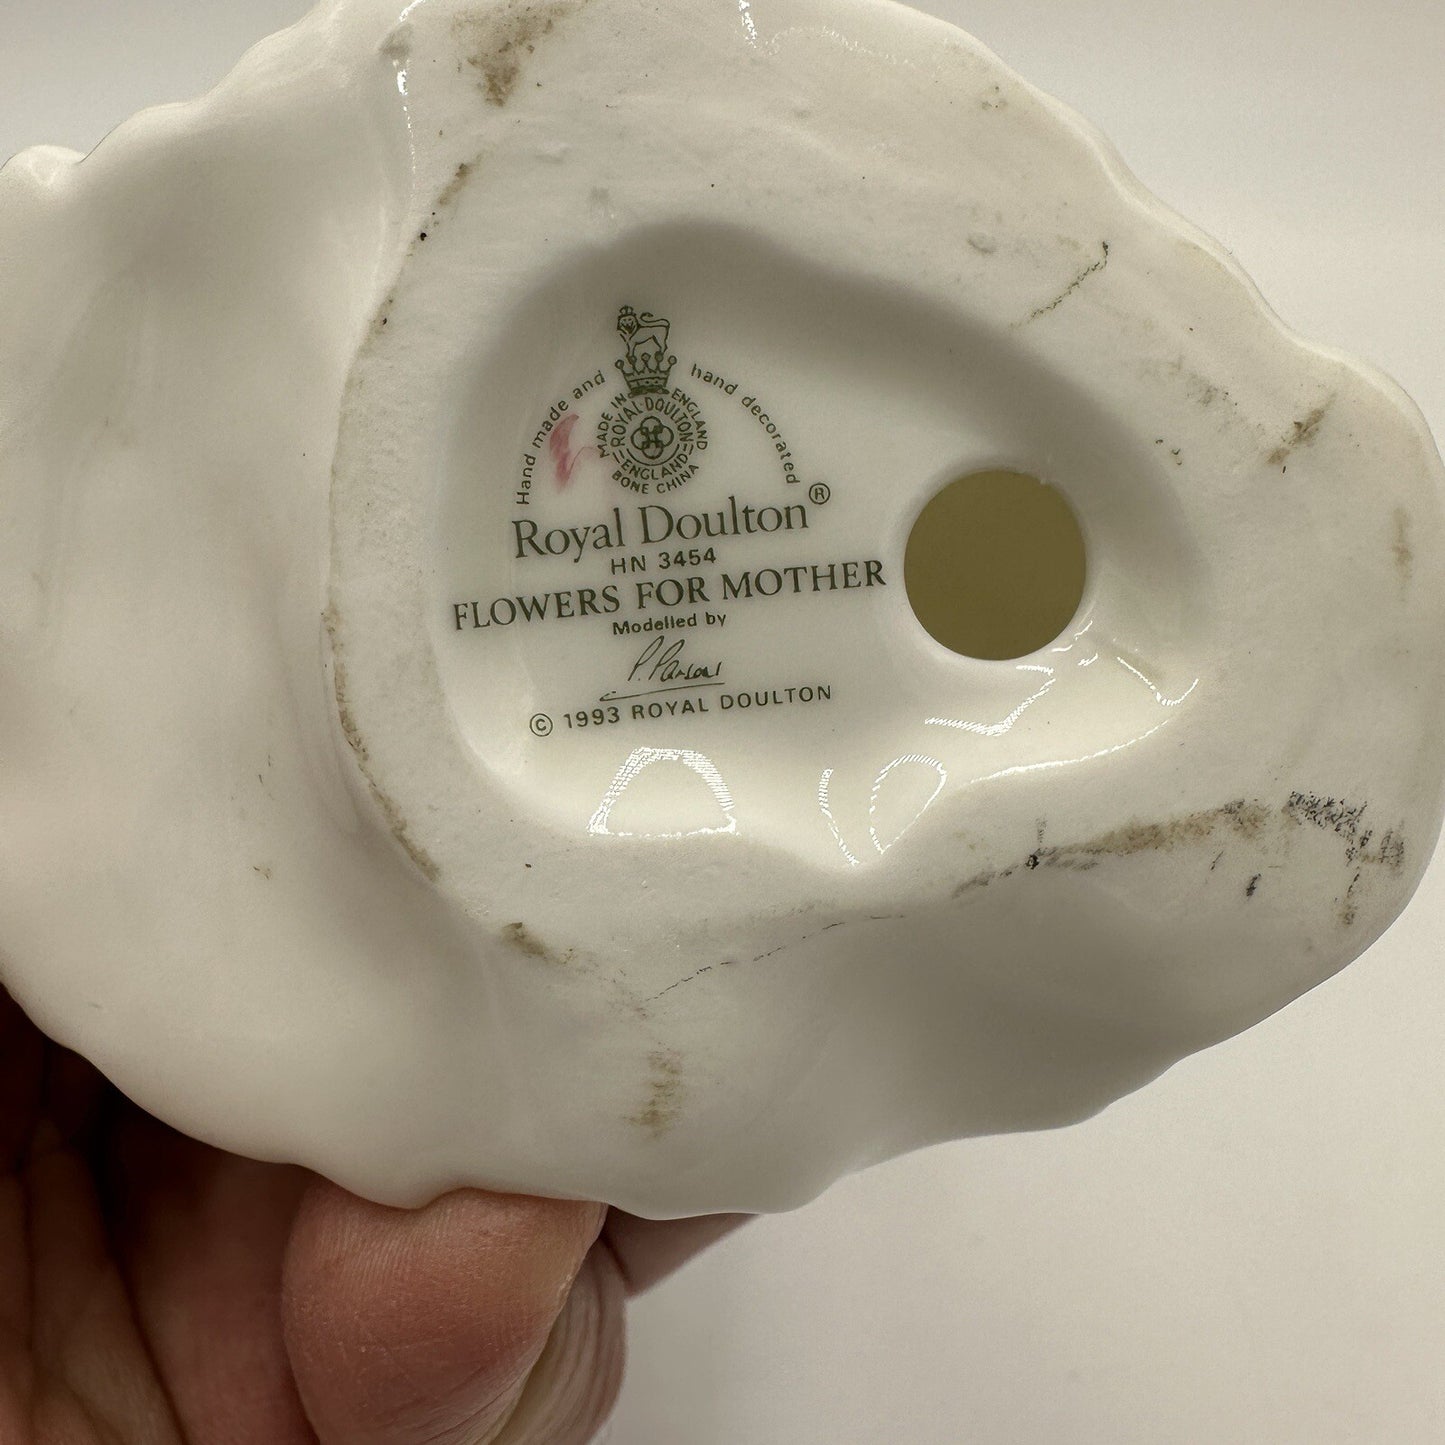 Hand made and hand decorated
MADE IN ENGLAND
ROYAL·DOULTON
ENGLAND
BONE CHINA
Royal Doulton®
HN 3454
FLOWERS FOR MOTHER
Modelled by
P. Parsons
© 1993 ROYAL DOULTON